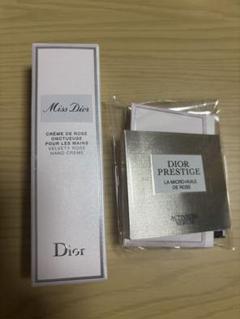 Miss Dior
CRÈME DE ROSE
ONCTUEUSE
POUR LES MAINS
VELVETY ROSE
HAND CREME
Dior
DIOR
PRESTIGE
LA MICRO-HUILE
DE ROSE